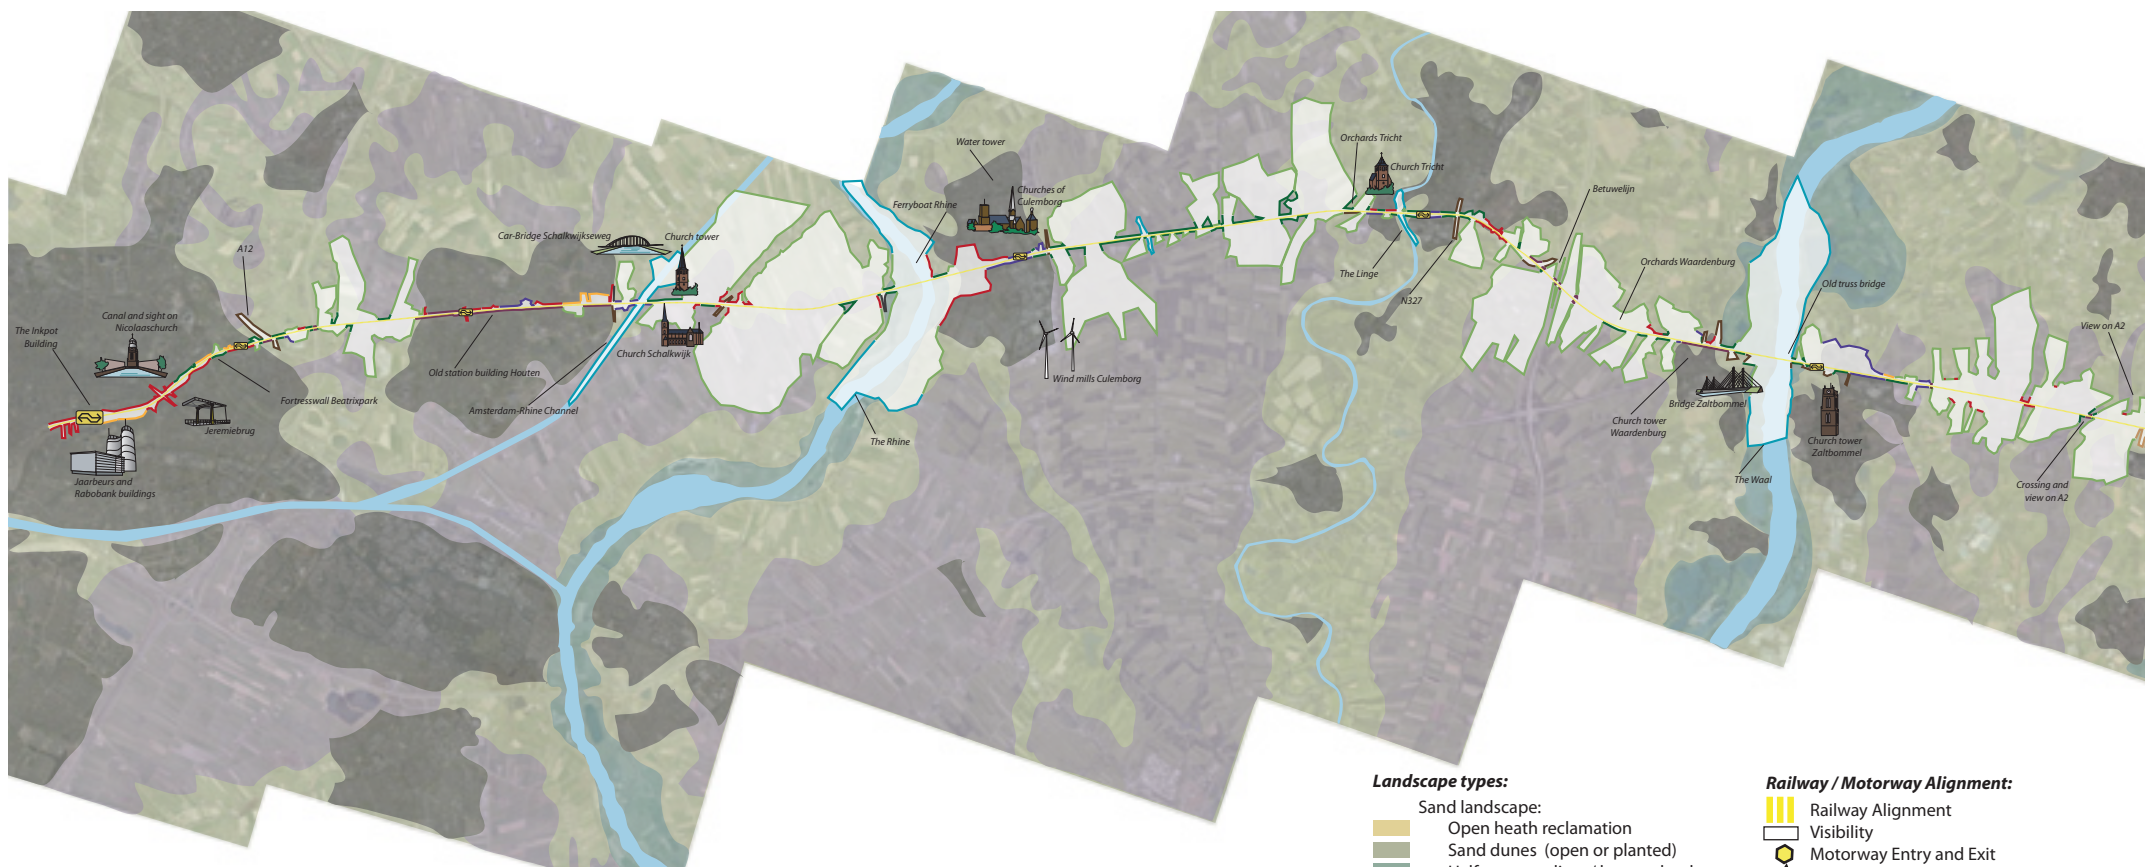 A12
Canal and sight on
Nicolaaschurch
The Inkpot
Building
Jaarbeurs and
Rabobank buildings
Jeremiebrug
Fortresswall Beatrixpark
Old station building Houten
Amsterdam-Rhine Channel
Car-Bridge Schalkwijkseweg
Church tower
Church Schalkwijk
Ferryboat Rhine
The Rhine
Water tower
Churches of
Culemborg
Wind mills Culemborg
Orchards Tricht
Church Tricht
The Linge
N327
Betuwelijn
Orchards Waardenburg
Church tower
Waardenburg
Bridge Zaltbommel
Old truss bridge
The Waal
Church tower
Zaltbommel
View on A2
Crossing and
view on A2
Landscape types:
Sand landscape:
Open heath reclamation
Sand dunes (open or planted)
Railway / Motorway Alignment:
Railway Alignment
Visibility
Motorway Entry and Exit